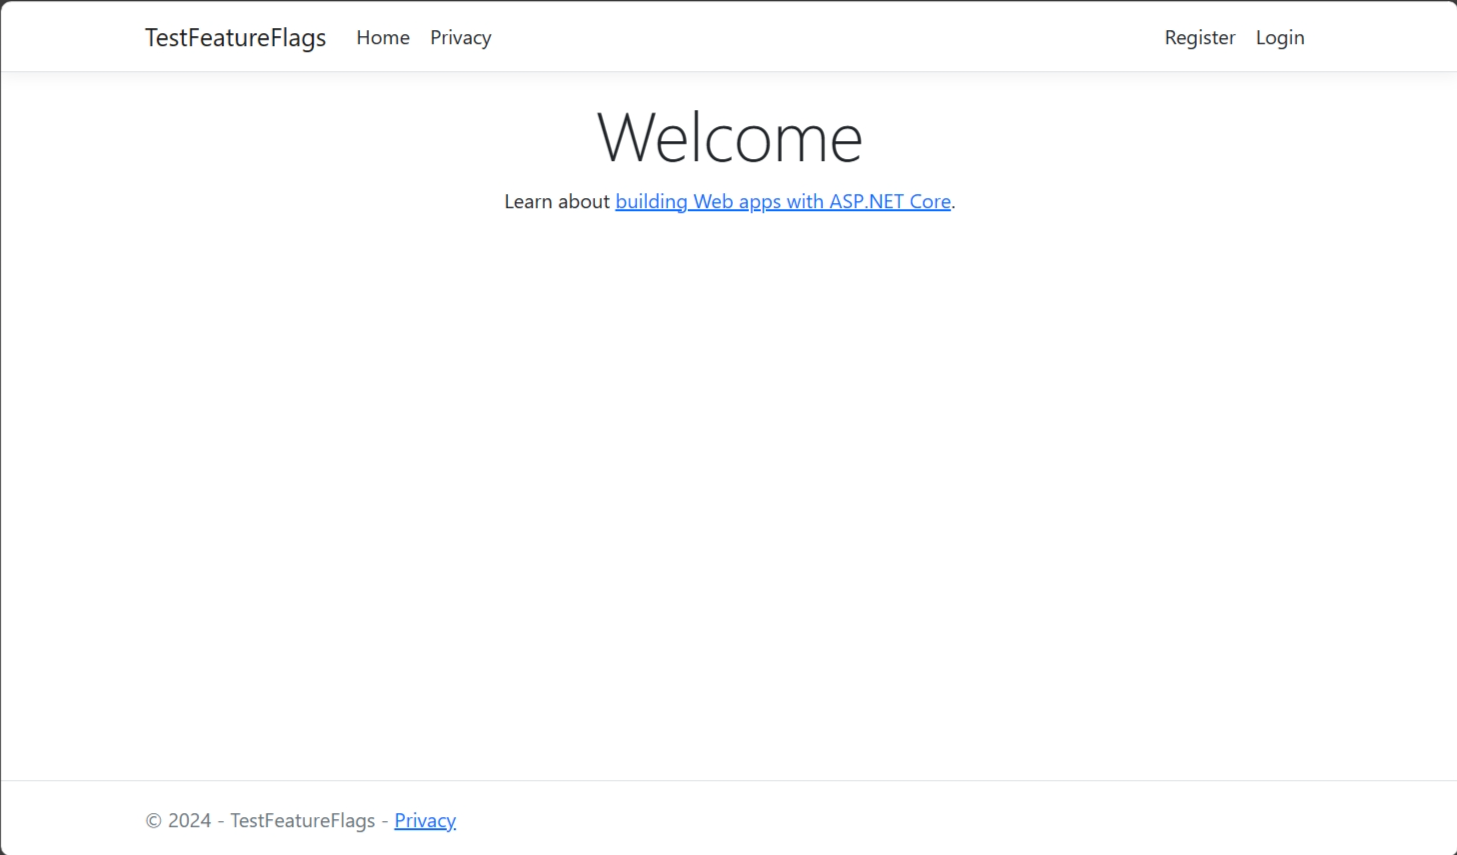 TestFeatureFlags Home Privacy Register Login
Welcome
Learn about building Web apps with ASP.NET Core.
© 2024 - TestFeatureFlags - Privacy